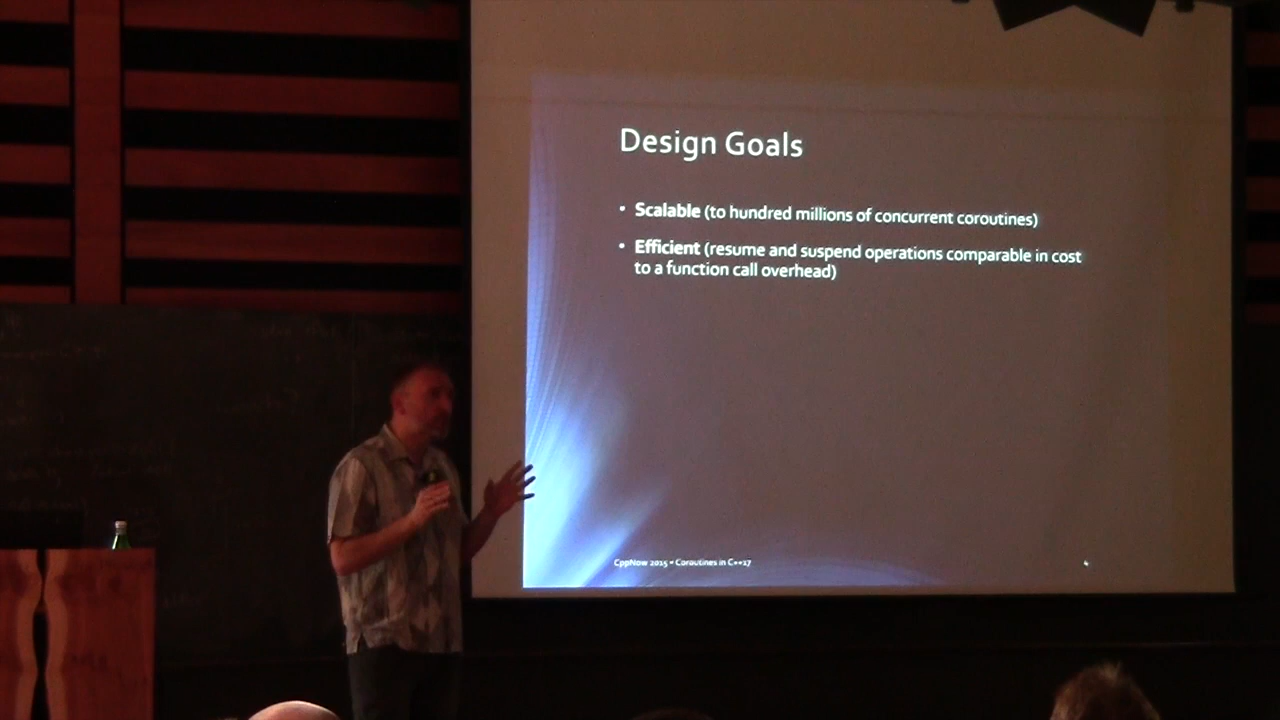 Design Goals
• Scalable (to hundred millions of concurrent coroutines)
• Efficient (resume and suspend operations comparable in cost
to a function call overhead)
CppNow 2015 - Coroutines in C++17